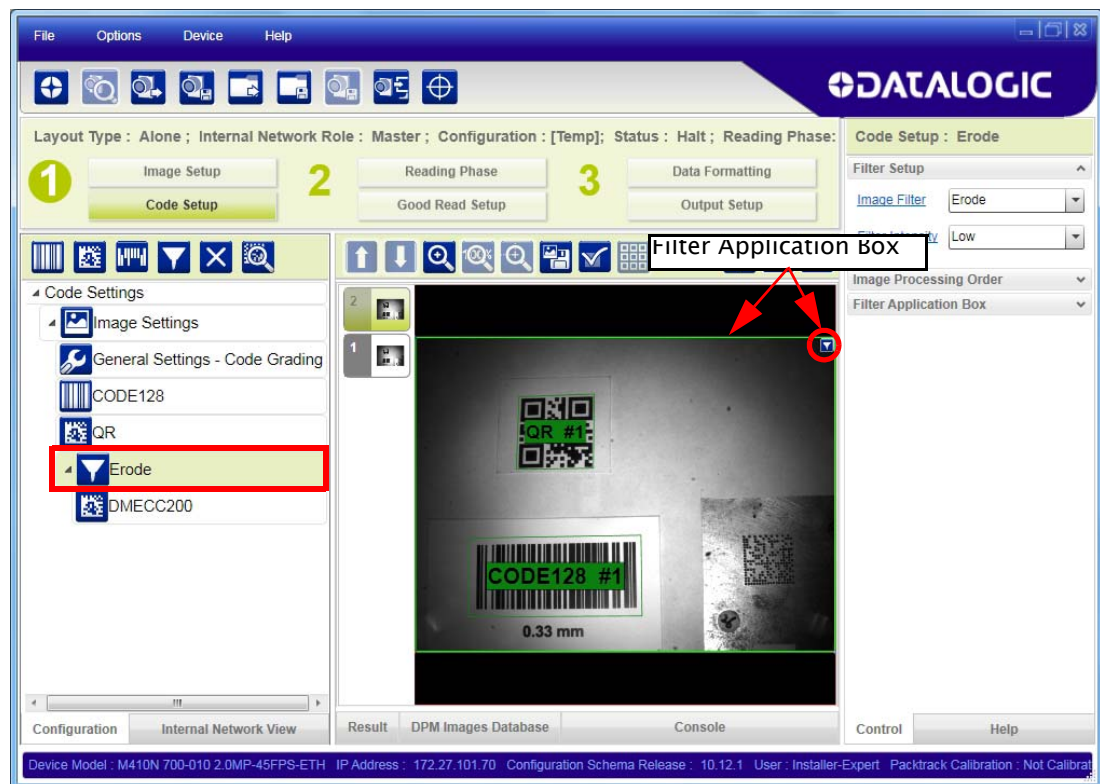 File Options Device Help
DATALOGIC
Layout Type : Alone ; Internal Network Role : Master ; Configuration : [Temp]; Status : Halt ; Reading Phase:
1
Image Setup
Code Setup
2
Reading Phase
Good Read Setup
3
Data Formatting
Output Setup
Code Setup : Erode
Filter Setup
Image Filter Erode
Filter Intensity Low
Image Processing Order
Filter Application Box
Code Settings
Image Settings
General Settings - Code Grading
CODE128
QR
Erode
DMECC200
100%
Filter Application Box
2
1
QR #1
CODE128 #1
0.33 mm
Configuration Internal Network View
Result DPM Images Database Console
Control Help
Device Model : M410N 700-010 2.0MP-45FPS-ETH IP Address : 172.27.101.70 Configuration Schema Release : 10.12.1 User : Installer-Expert Packtrack Calibration : Not Calibrat